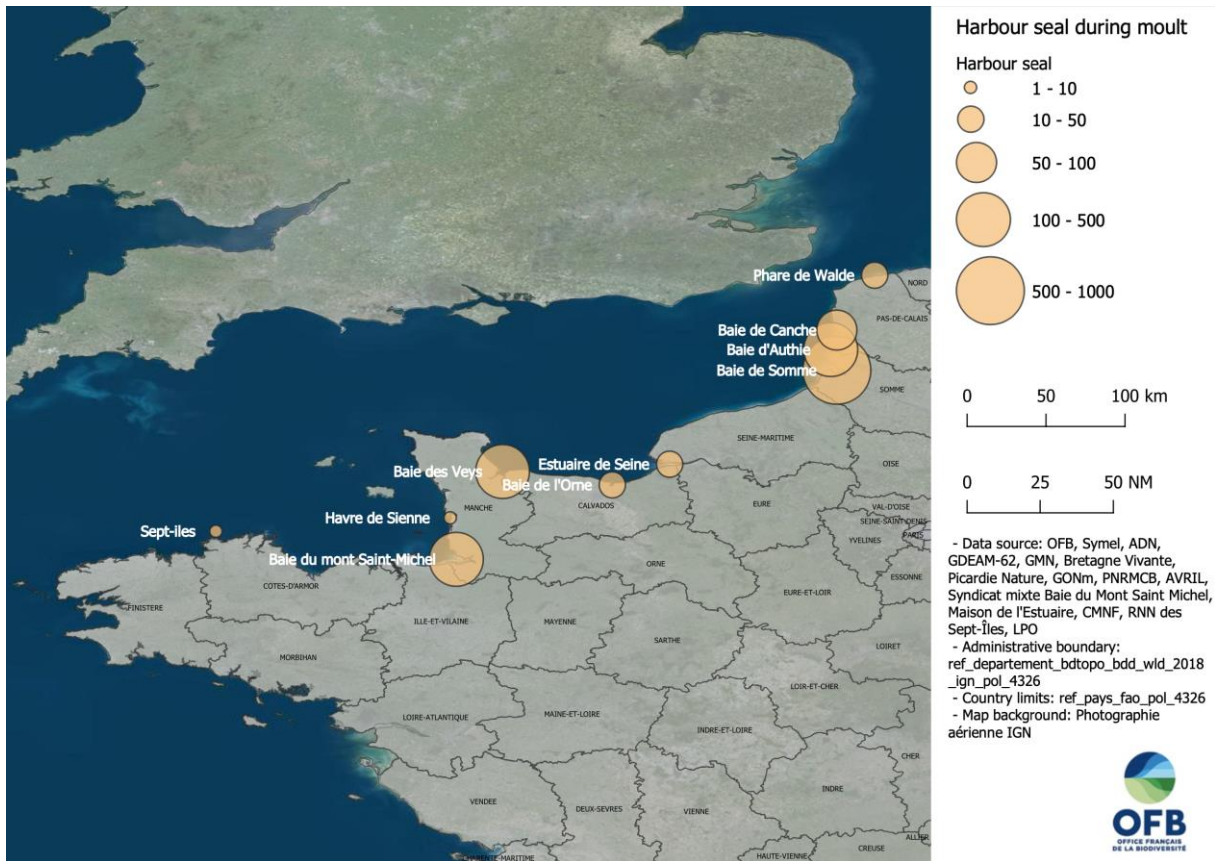 Harbour seal during moult
Harbour seal
1 - 10
10 - 50
50 - 100
100 - 500
500 - 1000
0 50 100 km
0 25 50 NM
- Data source: OFB, Symel, ADN,
GDEAM-62, GMN, Bretagne Vivante,
Picardie Nature, GONm, PNRMCB, AVRIL,
Syndicat mixte Baie du Mont Saint Michel,
Maison de l'Estuaire, CMNF, RNN des
Sept-Îles, LPO
- Administrative boundary:
ref_departement_bdtopo_bdd_wld_2018
_ign_pol_4326
- Country limits: ref_pays_fao_pol_4326
- Map background: Photographie
aérienne IGN
OFB
OFFICE FRANÇAIS
DE LA BIODIVERSITÉ
Phare de Walde
NORD
PAS-DE-CALAIS
Baie de Canche
Baie d'Authie
Baie de Somme
SOMME
SEINE-MARITIME
Estuaire de Seine
OISE
Baie des Veys
Baie de l'Orne
CALVADOS
EURE
VAL-D'OISE
MANCHE
Havre de Sienne
SEINE-SAINT-DENIS
PARIS
Sept-iles
YVELINES
Baie du mont Saint-Michel
ORNE
ESSONNE
COTES-D'ARMOR
EURE-ET-LOIR
FINISTERE
ILLE-ET-VILAINE
MAYENNE
SARTHE
LOIRET
MORBIHAN
LOIR-ET-CHER
LOIRE-ATLANTIQUE
MAINE-ET-LOIRE
INDRE-ET-LOIRE
CHER
INDRE
VENDEE
DEUX-SEVRES
VIENNE
ALLIER
CREUSE
HAUTE-VIENNE
CHARENTE-MARITIME